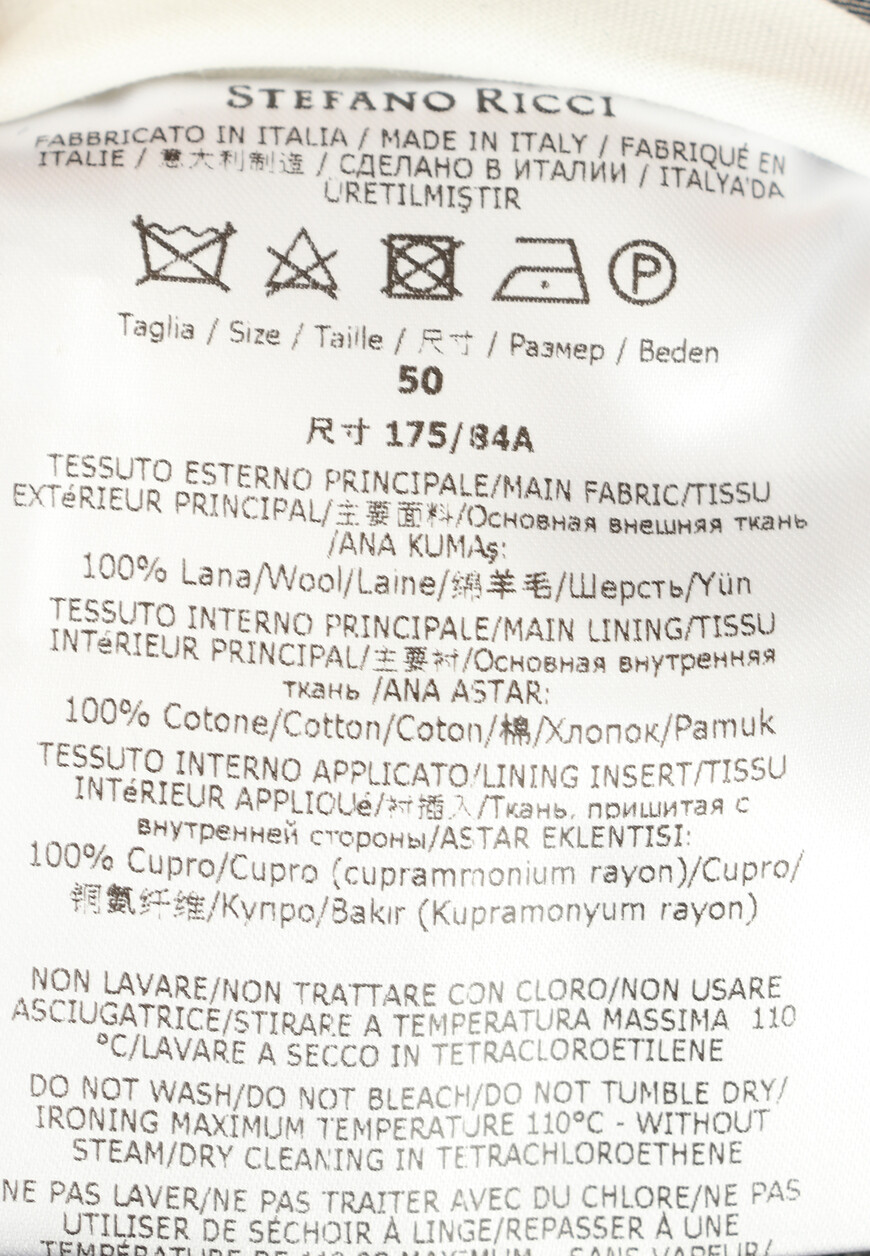 STEFANO RICCI
FABBRICATO IN ITALIA / MADE IN ITALY / FABRIQUÉ EN
ITALIE / 意大利制造 / СДЕЛАНО В ИТАЛИИ / ITALYA'DA
ÜRETILMIŞTIR
P
Taglia / Size / Taille / 尺寸 / Размер / Beden
50
尺寸 175/84A
TESSUTO ESTERNO PRINCIPALE/MAIN FABRIC/TISSU
EXTéRIEUR PRINCIPAL/主要面料/Основная внешняя ткань
/ANA KUMAş:
100% Lana/Wool/Laine/绵羊毛/Шерсть/Yün
TESSUTO INTERNO PRINCIPALE/MAIN LINING/TISSU
INTéRIEUR PRINCIPAL/主要衬/Основная внутренняя
ткань /ANA ASTAR:
100% Cotone/Cotton/Coton/棉/Хлопок/Pamuk
TESSUTO INTERNO APPLICATO/LINING INSERT/TISSU
INTéRIEUR APPLIQUé/衬插入/Ткань, пришитая с
внутренней стороны/ASTAR EKLENTISI:
100% Cupro/Cupro (cuprammonium rayon)/Cupro/
铜氨纤维/Купро/Bakır (Kupramonyum rayon)
NON LAVARE/NON TRATTARE CON CLORO/NON USARE
ASCIUGATRICE/STIRARE A TEMPERATURA MASSIMA 110
°C/LAVARE A SECCO IN TETRACLOROETILENE
DO NOT WASH/DO NOT BLEACH/DO NOT TUMBLE DRY/
IRONING MAXIMUM TEMPERATURE 110°C - WITHOUT
STEAM/DRY CLEANING IN TETRACHLOROETHENE
NE PAS LAVER/NE PAS TRAITER AVEC DU CHLORE/NE PAS
UTILISER DE SÉCHOIR À LINGE/REPASSER À UNE
TEMPÉRATURE DE 110 °C MAXIMUM - SANS VAPEUR/